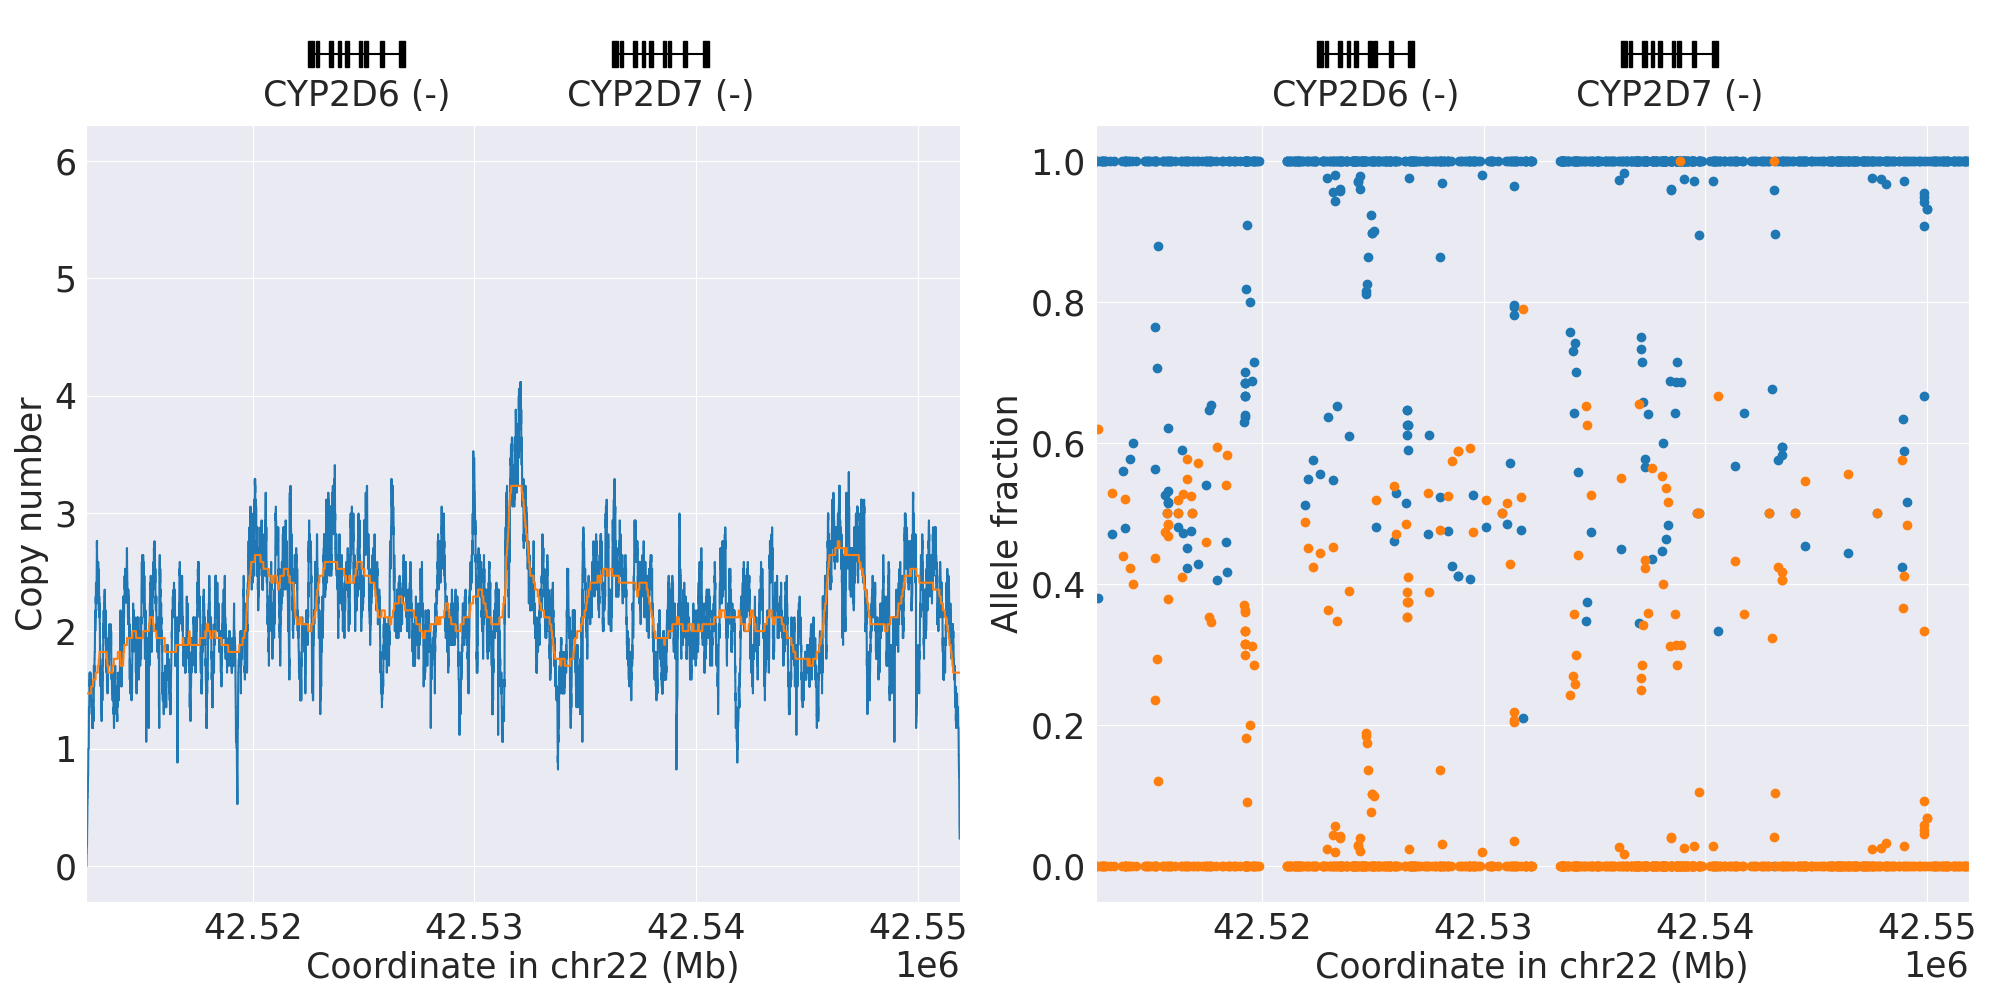 CYP2D6 (-)
CYP2D7 (-)
6
5
4
3
2
1
0
Copy number
42.52
42.53
42.54
42.55
Coordinate in chr22 (Mb)
1e6
CYP2D6 (-)
CYP2D7 (-)
1.0
0.8
0.6
0.4
0.2
0.0
Allele fraction
42.52
42.53
42.54
42.55
Coordinate in chr22 (Mb)
1e6